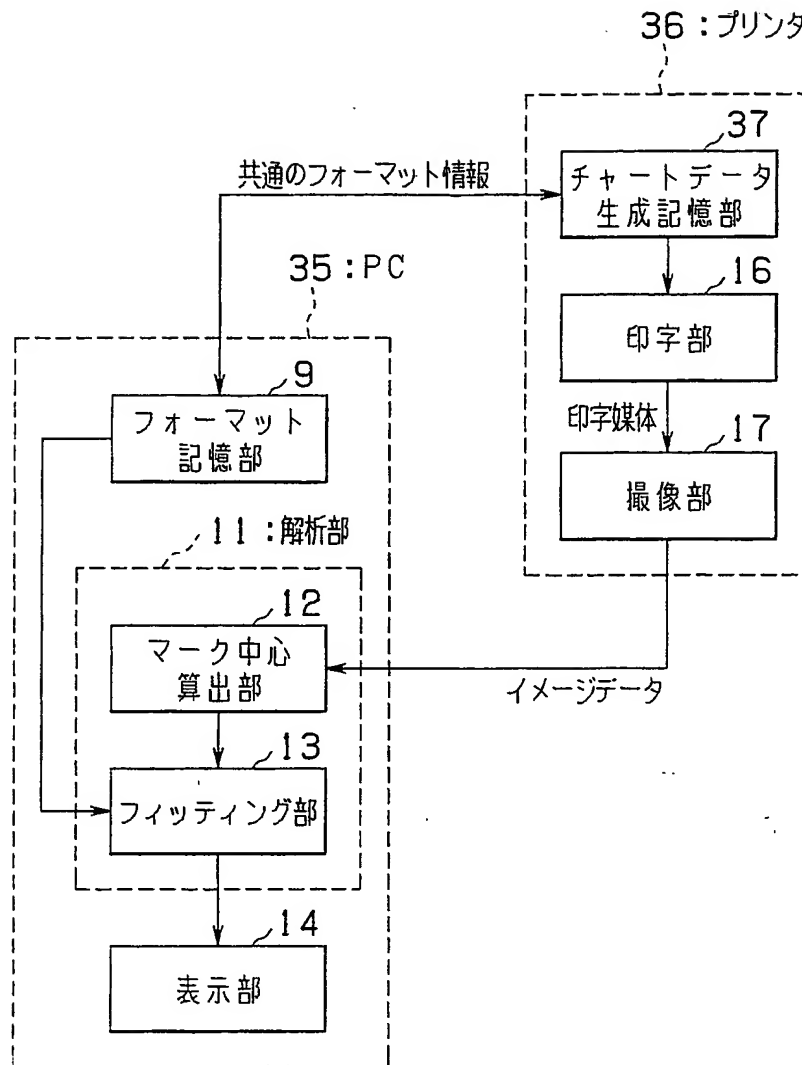 36：プリンタ
37
チャートデータ
生成記憶部
共通のフォーマット情報
35：PC
16
印字部
9
フォーマット
記憶部
印字媒体
17
撮像部
11：解析部
12
マーク中心
算出部
イメージデータ
13
フィッティング部
14
表示部